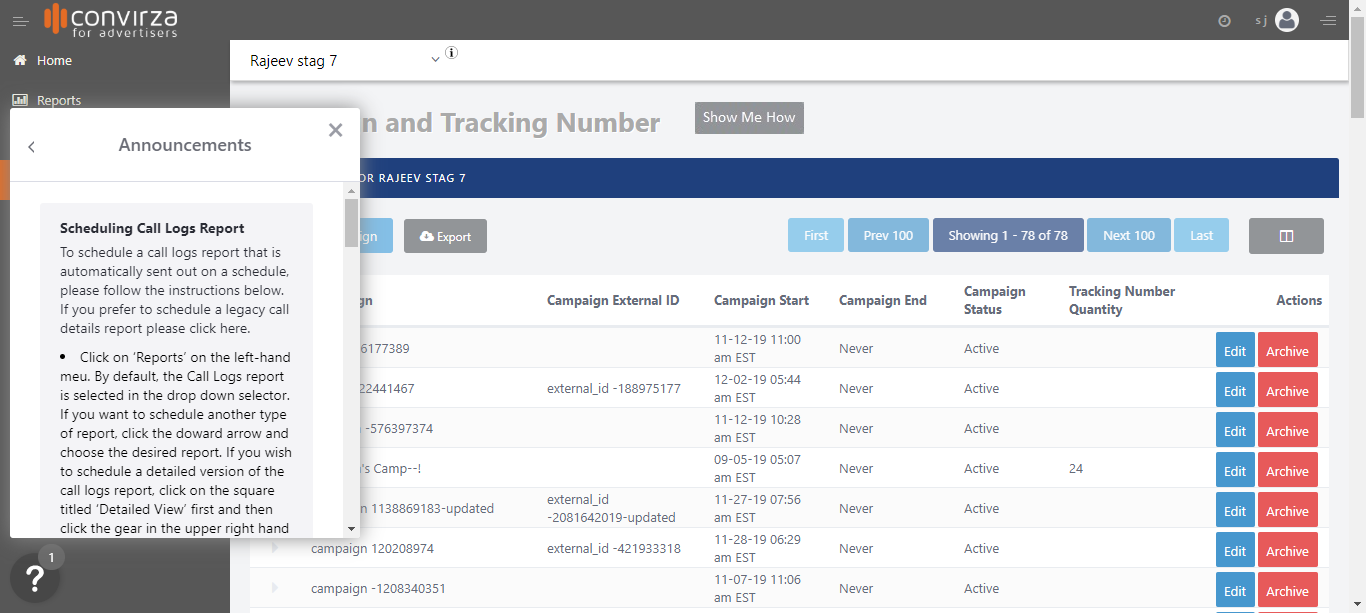 convirza
for advertisers
s j
Home
Rajeev stag 7
Reports
n and Tracking Number
Show Me How
Announcements
OR RAJEEV STAG 7
Scheduling Call Logs Report
To schedule a call logs report that is
automatically sent out on a schedule,
please follow the instructions below.
If you prefer to schedule a legacy call
details report please click here.
• Click on ‘Reports’ on the left-hand
meu. By default, the Call Logs report
is selected in the drop down selector.
If you want to schedule another type
of report, click the doward arrow and
choose the desired report. If you wish
to schedule a detailed version of the
call logs report, click on the square
titled ‘Detailed View’ first and then
click the gear in the upper right hand
1
?
ign
Export
First
Prev 100
Showing 1 - 78 of 78
Next 100
Last
gn Campaign External ID Campaign Start Campaign End Campaign Status Tracking Number Quantity Actions
6177389 11-12-19 11:00 am EST Never Active Edit Archive
22441467 external_id -188975177 12-02-19 05:44 am EST Never Active Edit Archive
-576397374 11-12-19 10:28 am EST Never Active Edit Archive
's Camp--! 09-05-19 05:07 am EST Never Active 24 Edit Archive
1138869183-updated external_id -2081642019-updated 11-27-19 07:56 am EST Never Active Edit Archive
campaign 120208974 external_id -421933318 11-28-19 06:29 am EST Never Active Edit Archive
campaign -1208340351 11-07-19 11:06 am EST Never Active Edit Archive